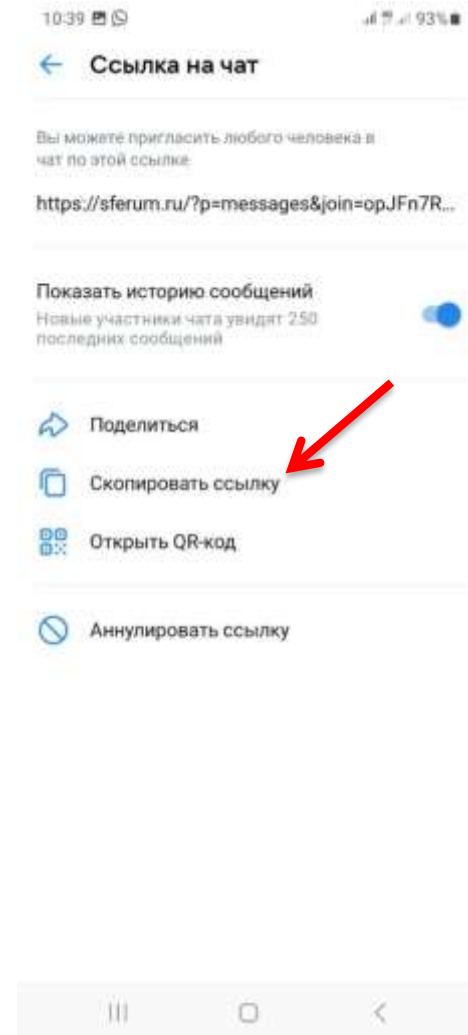 10:39
93%
Ссылка на чат
Вы можете пригласить любого человека в
чат по этой ссылке
https://sferum.ru/?p=messages&join=opJFn7R...
Показать историю сообщений
Новые участники чата увидят 250
последних сообщений
Поделиться
Скопировать ссылку
Открыть QR-код
Аннулировать ссылку